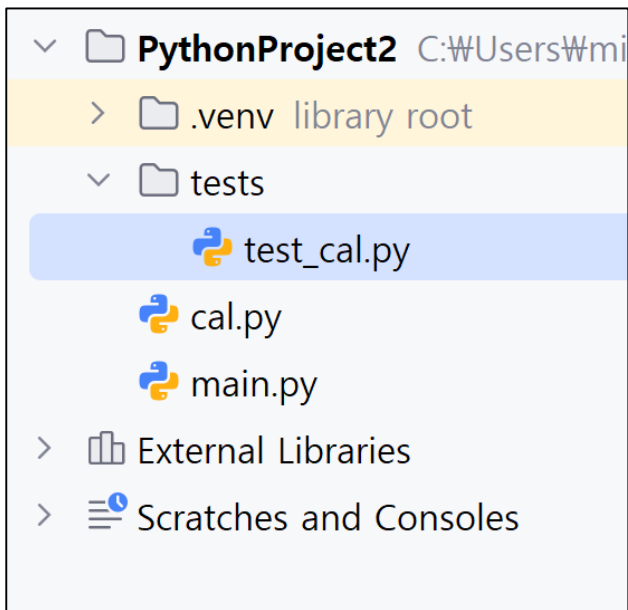 PythonProject2 C:₩Users₩mi
.venv library root
tests
test_cal.py
cal.py
main.py
External Libraries
Scratches and Consoles